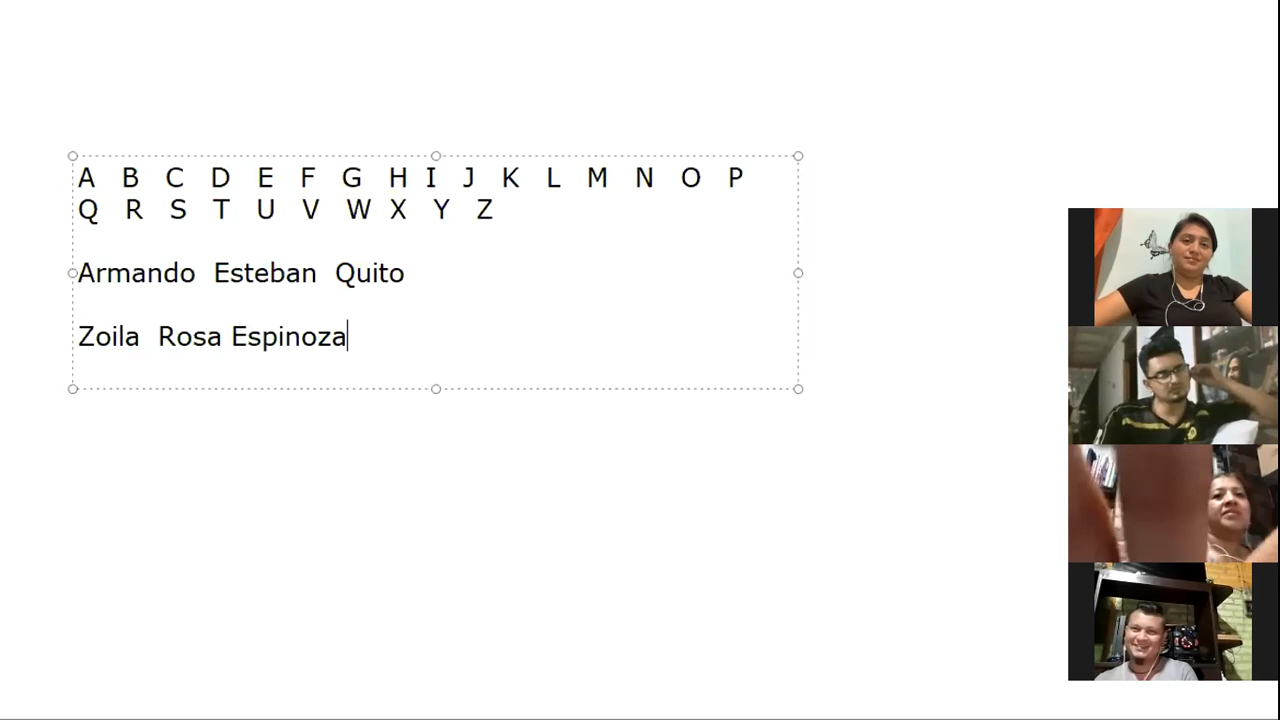 A B C D E F G H I J K L M N O P
Q R S T U V W X Y Z
Armando Esteban Quito
Zoila Rosa Espinoza